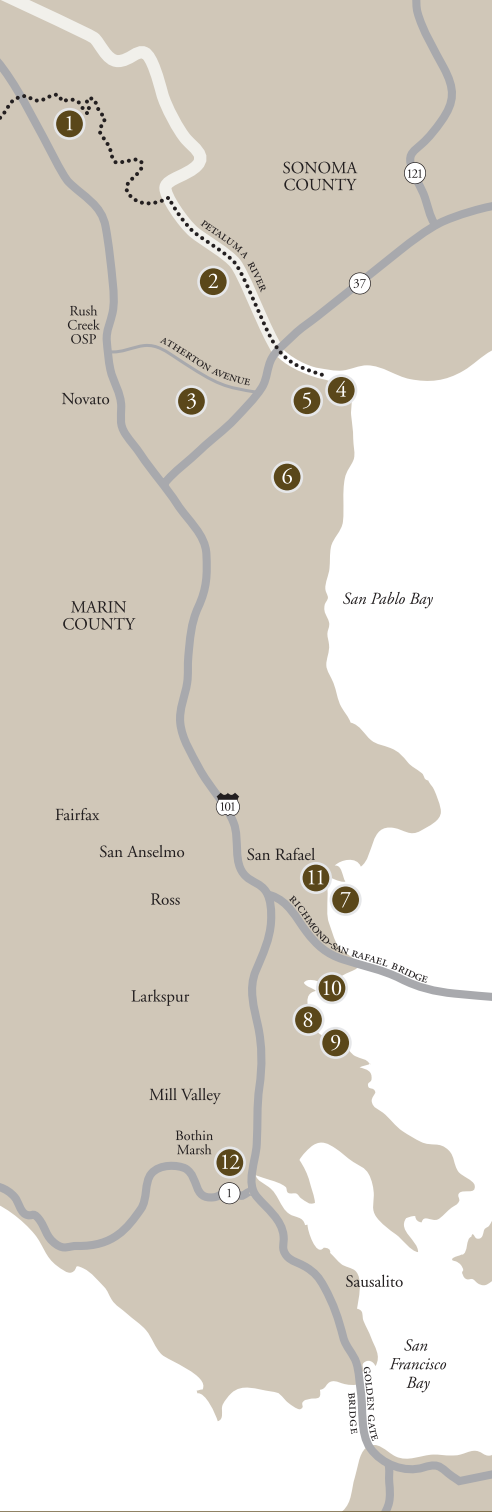 1
SONOMA
COUNTY
121
PETALUMA RIVER
2
37
Rush
Creek
OSP
ATHERTON AVENUE
4
Novato
3
5
6
San Pablo Bay
MARIN
COUNTY
101
Fairfax
San Anselmo
San Rafael
11
7
Ross
RICHMOND-SAN RAFAEL BRIDGE
10
Larkspur
8
9
Mill Valley
Bothin
Marsh
12
1
Sausalito
San
Francisco
Bay
GOLDEN GATE
BRIDGE